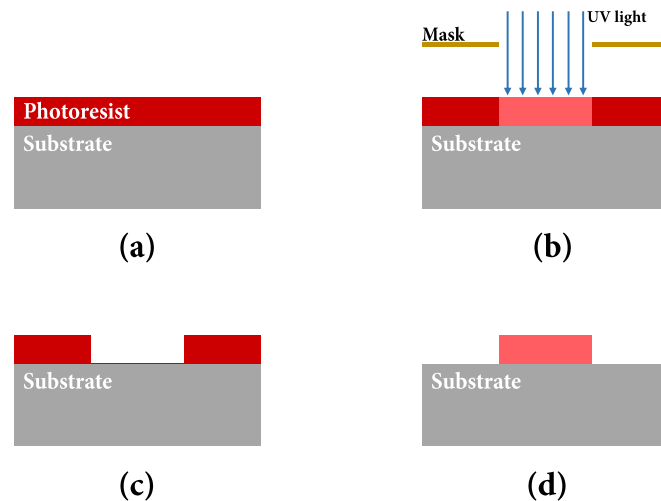 UV light
Mask
Photoresist
Substrate
Substrate
(a)
(b)
Substrate
Substrate
(c)
(d)